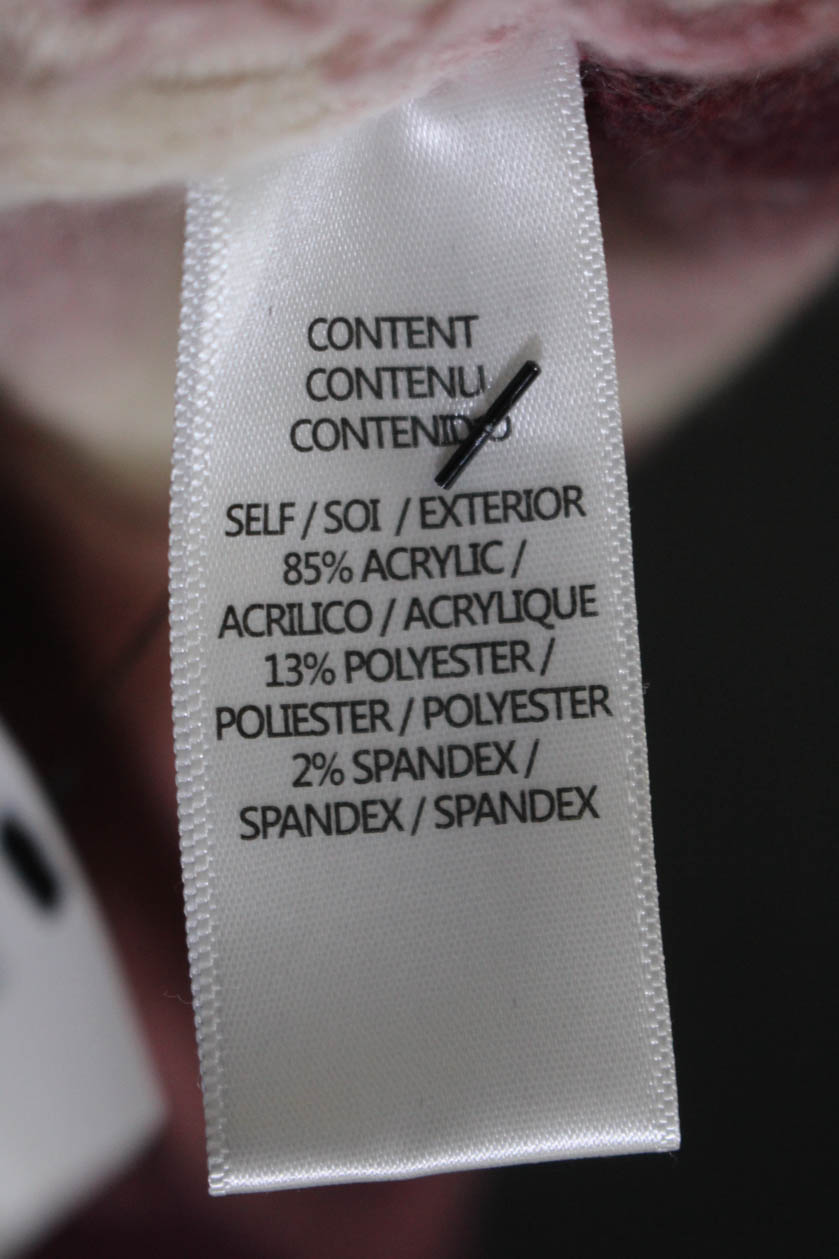 CONTENT
CONTENU
CONTENIDO
SELF / SOI / EXTERIOR
85% ACRYLIC /
ACRILICO / ACRYLIQUE
13% POLYESTER /
POLIESTER / POLYESTER
2% SPANDEX /
SPANDEX / SPANDEX